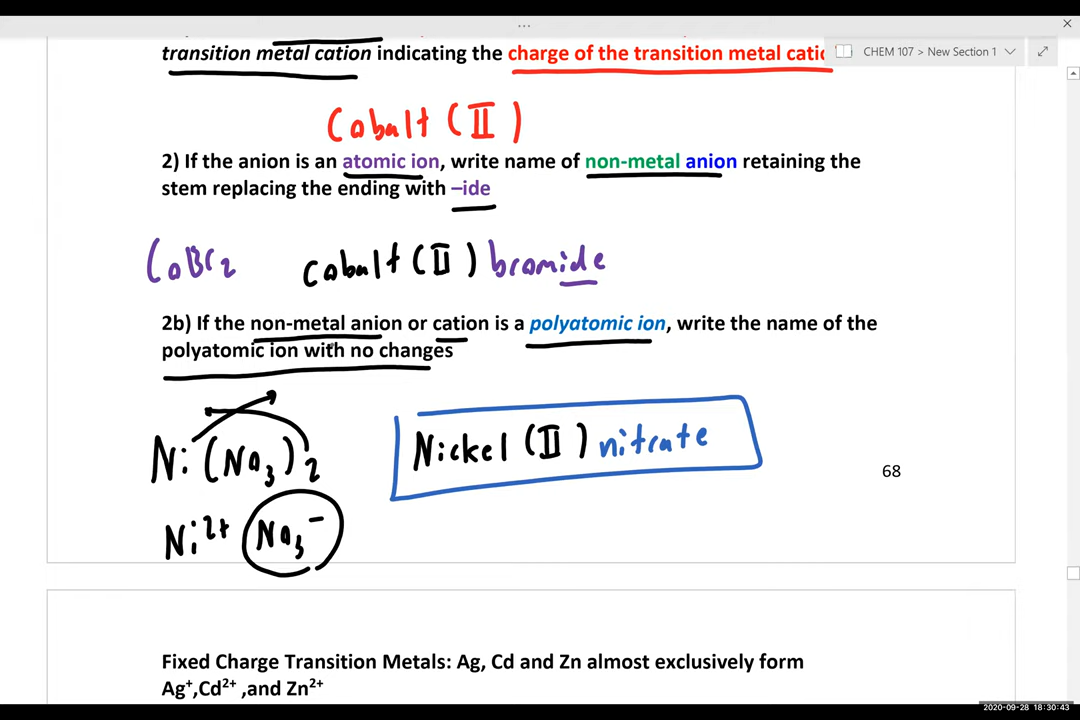 ...
transition metal cation indicating the charge of the transition metal catio
CHEM 107 > New Section 1
Cobalt (II)
2) If the anion is an atomic ion, write name of non-metal anion retaining the
stem replacing the ending with –ide
CoBr2 Cobalt (II) bromide
2b) If the non-metal anion or cation is a polyatomic ion, write the name of the
polyatomic ion with no changes
Ni(NO3)2 Nickel (II) nitrate
68
Ni2+ NO3−
Fixed Charge Transition Metals: Ag, Cd and Zn almost exclusively form
Ag+,Cd2+ ,and Zn2+
2020-09-28 18:30:43